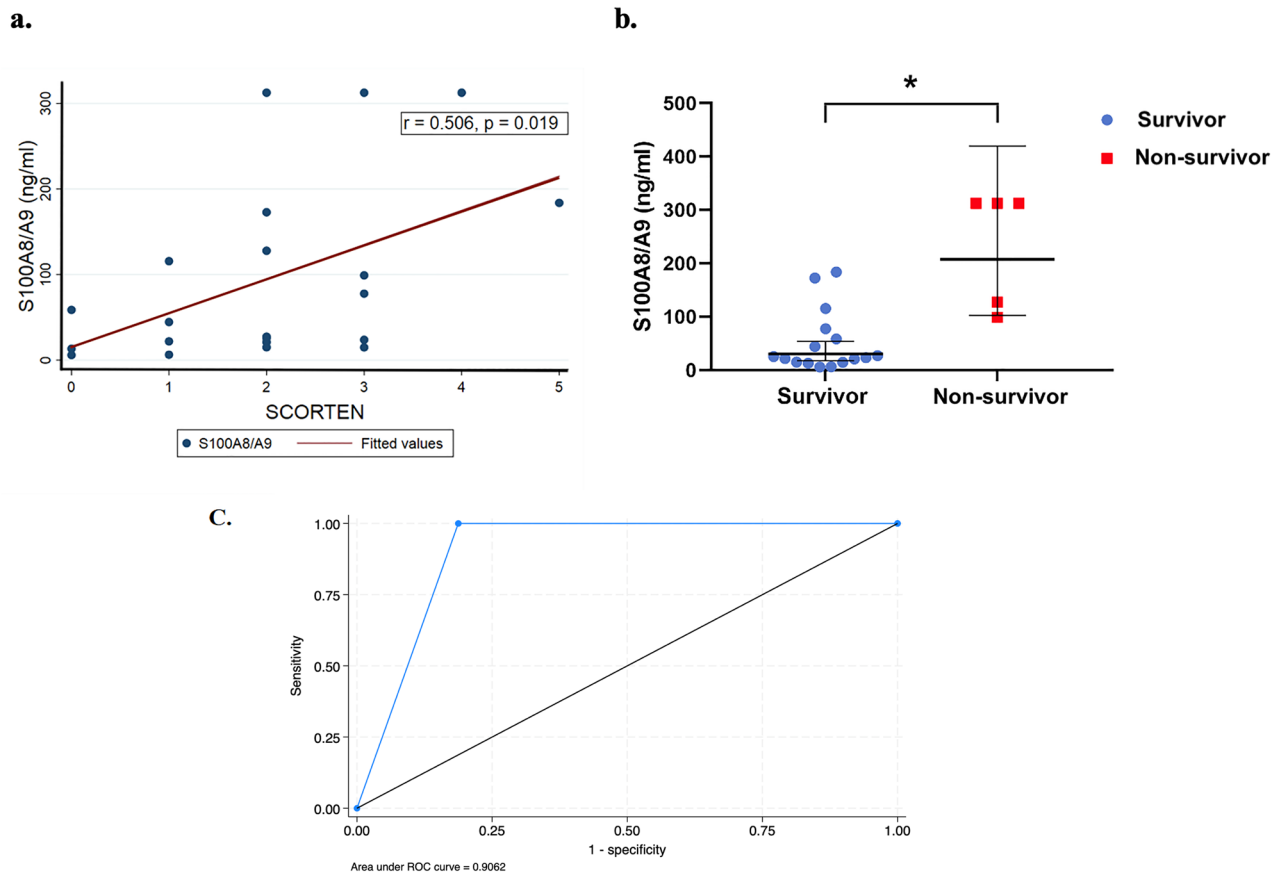 a.
S100A8/A9 (ng/ml)
300
200
100
0
r = 0.506, p = 0.019
0 1 2 3 4 5
SCORTEN
S100A8/A9 Fitted values
b.
S100A8/A9 (ng/ml)
500
400
300
200
100
0
*
Survivor Non-survivor
Survivor
Non-survivor
C.
Sensitivity
1.00
0.75
0.50
0.25
0.00
0.00 0.25 0.50 0.75 1.00
1 - specificity
Area under ROC curve = 0.9062